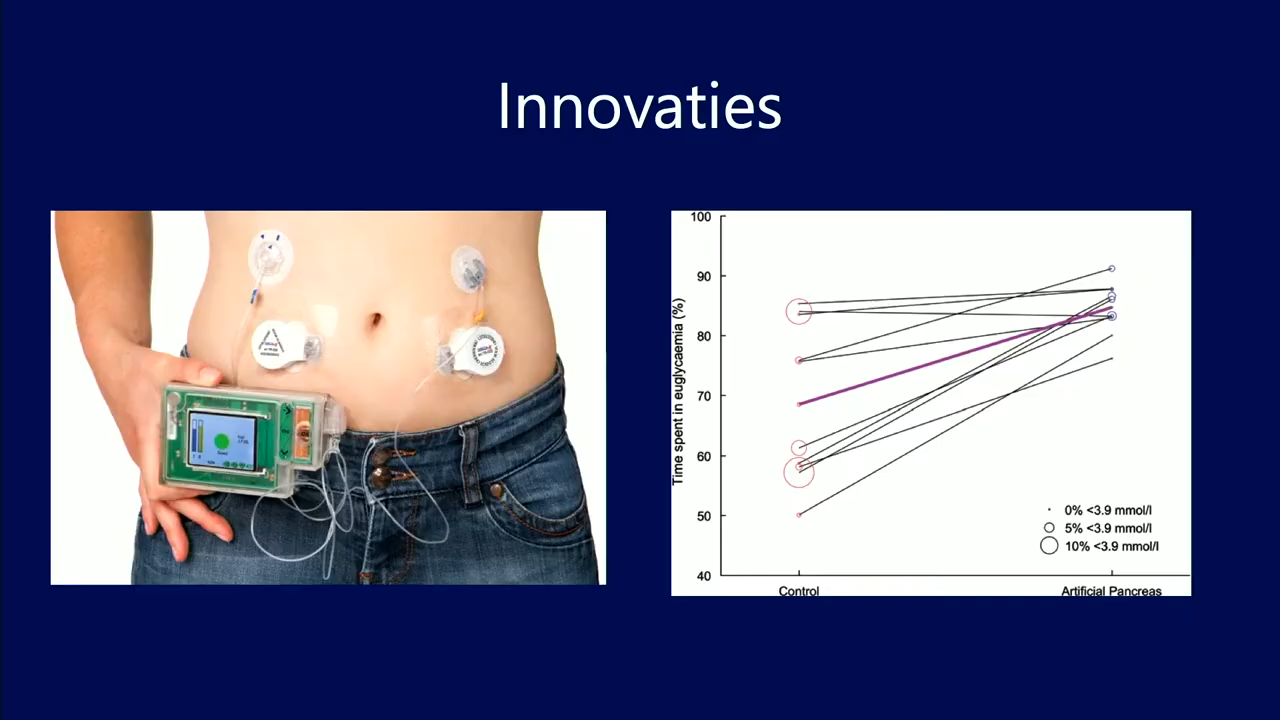 Innovaties
100
90
80
70
60
50
40
Time spent in euglycaemia (%)
0% <3.9 mmol/l
5% <3.9 mmol/l
10% <3.9 mmol/l
Control
Artificial Pancreas